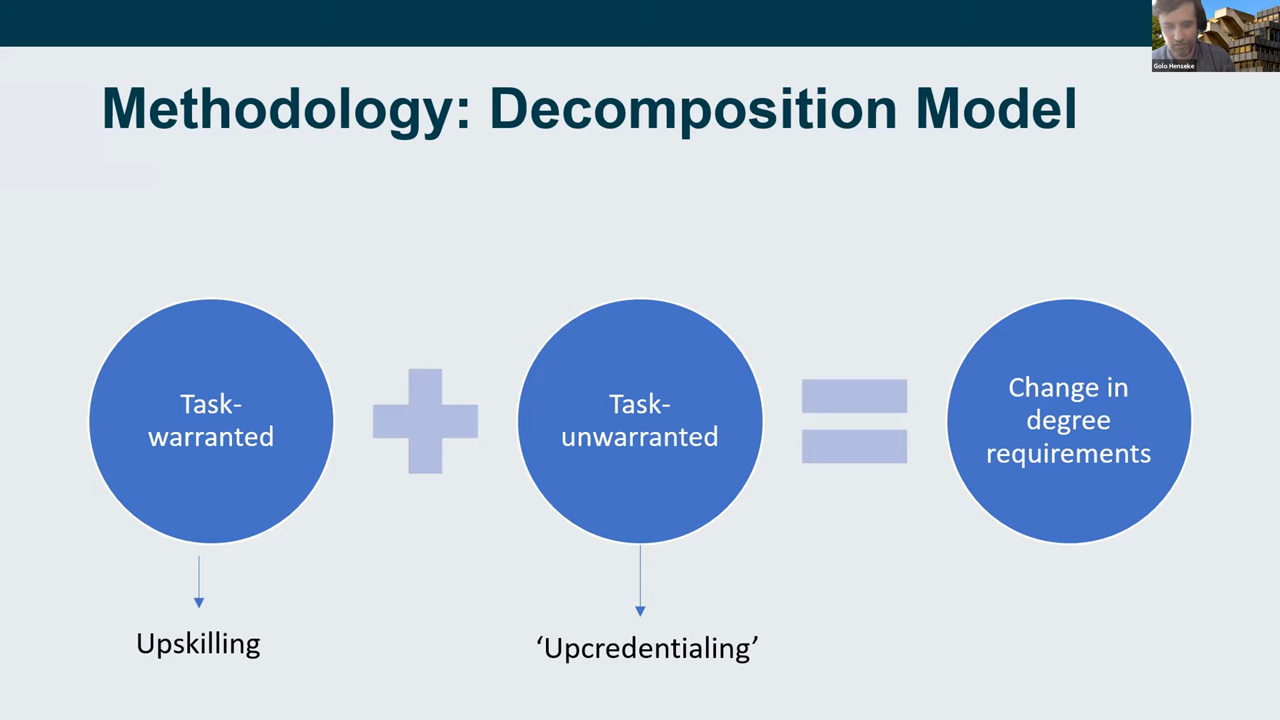 Golo Henseke
Methodology: Decomposition Model
Task-
warranted
Task-
unwarranted
Change in
degree
requirements
Upskilling
‘Upcredentialing’